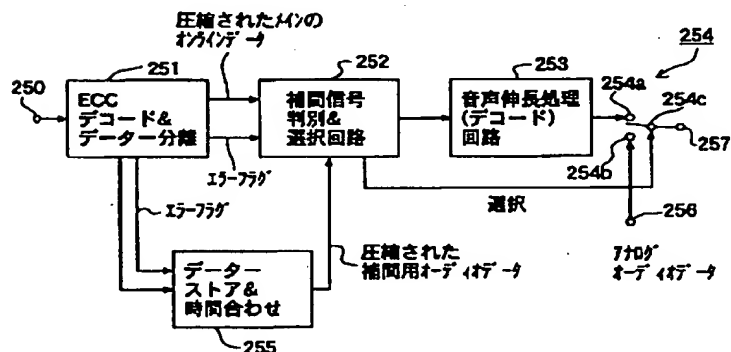 圧縮されたメインの
オンラインデータ
254
250
251
ECC
デコード&
データー分離
252
補間信号
判別&
選択回路
253
音声伸長処理
(デコード)
回路
254a
254c
254b
257
エラーフラグ
エラーフラグ
選択
256
アナログ
オーディオデータ
圧縮された
補間用オーディオデータ
データー
ストア&
時間合わせ
255